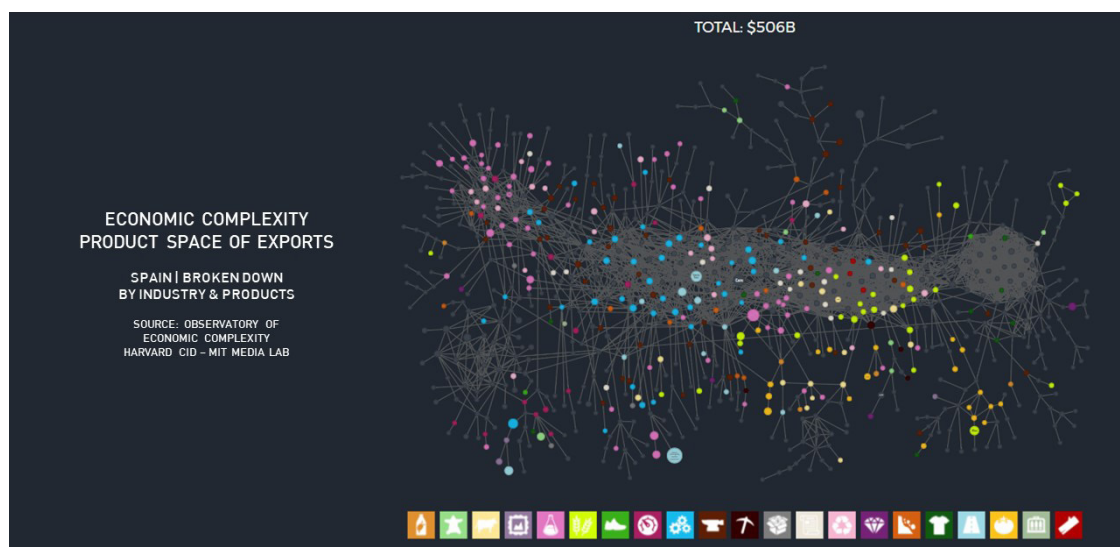 TOTAL: $506B
ECONOMIC COMPLEXITY
PRODUCT SPACE OF EXPORTS
SPAIN | BROKEN DOWN
BY INDUSTRY & PRODUCTS
SOURCE: OBSERVATORY OF
ECONOMIC COMPLEXITY
HARVARD CID – MIT MEDIA LAB
Cars